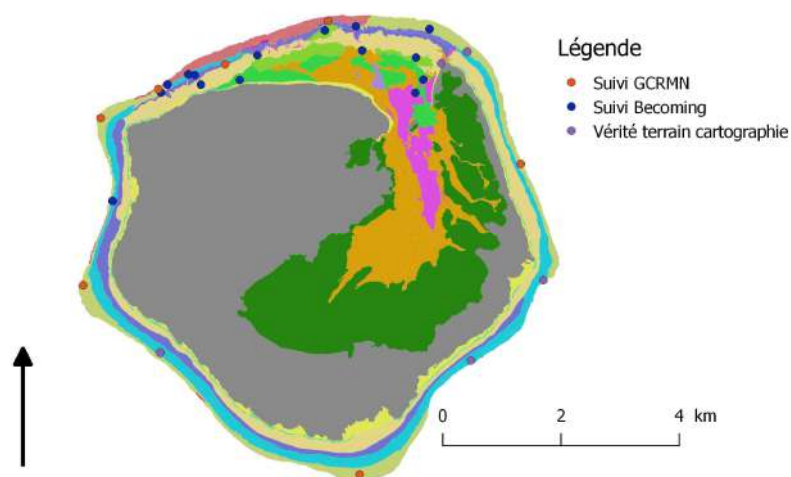 Légende
Suivi GCRMN
Suivi Becoming
Vérité terrain cartographie
0 2 4 km